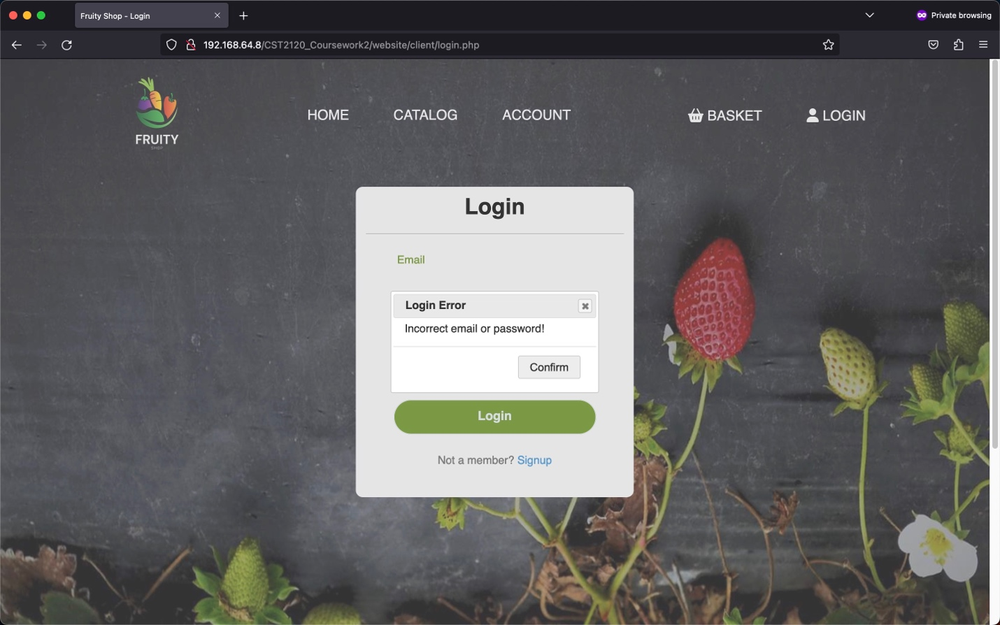 Fruity Shop - Login
Private browsing
192.168.64.8/CST2120_Coursework2/website/client/login.php
HOME
CATALOG
ACCOUNT
BASKET
LOGIN
FRUITY
SHOP
Login
Email
Login Error
Incorrect email or password!
Confirm
Login
Not a member? Signup